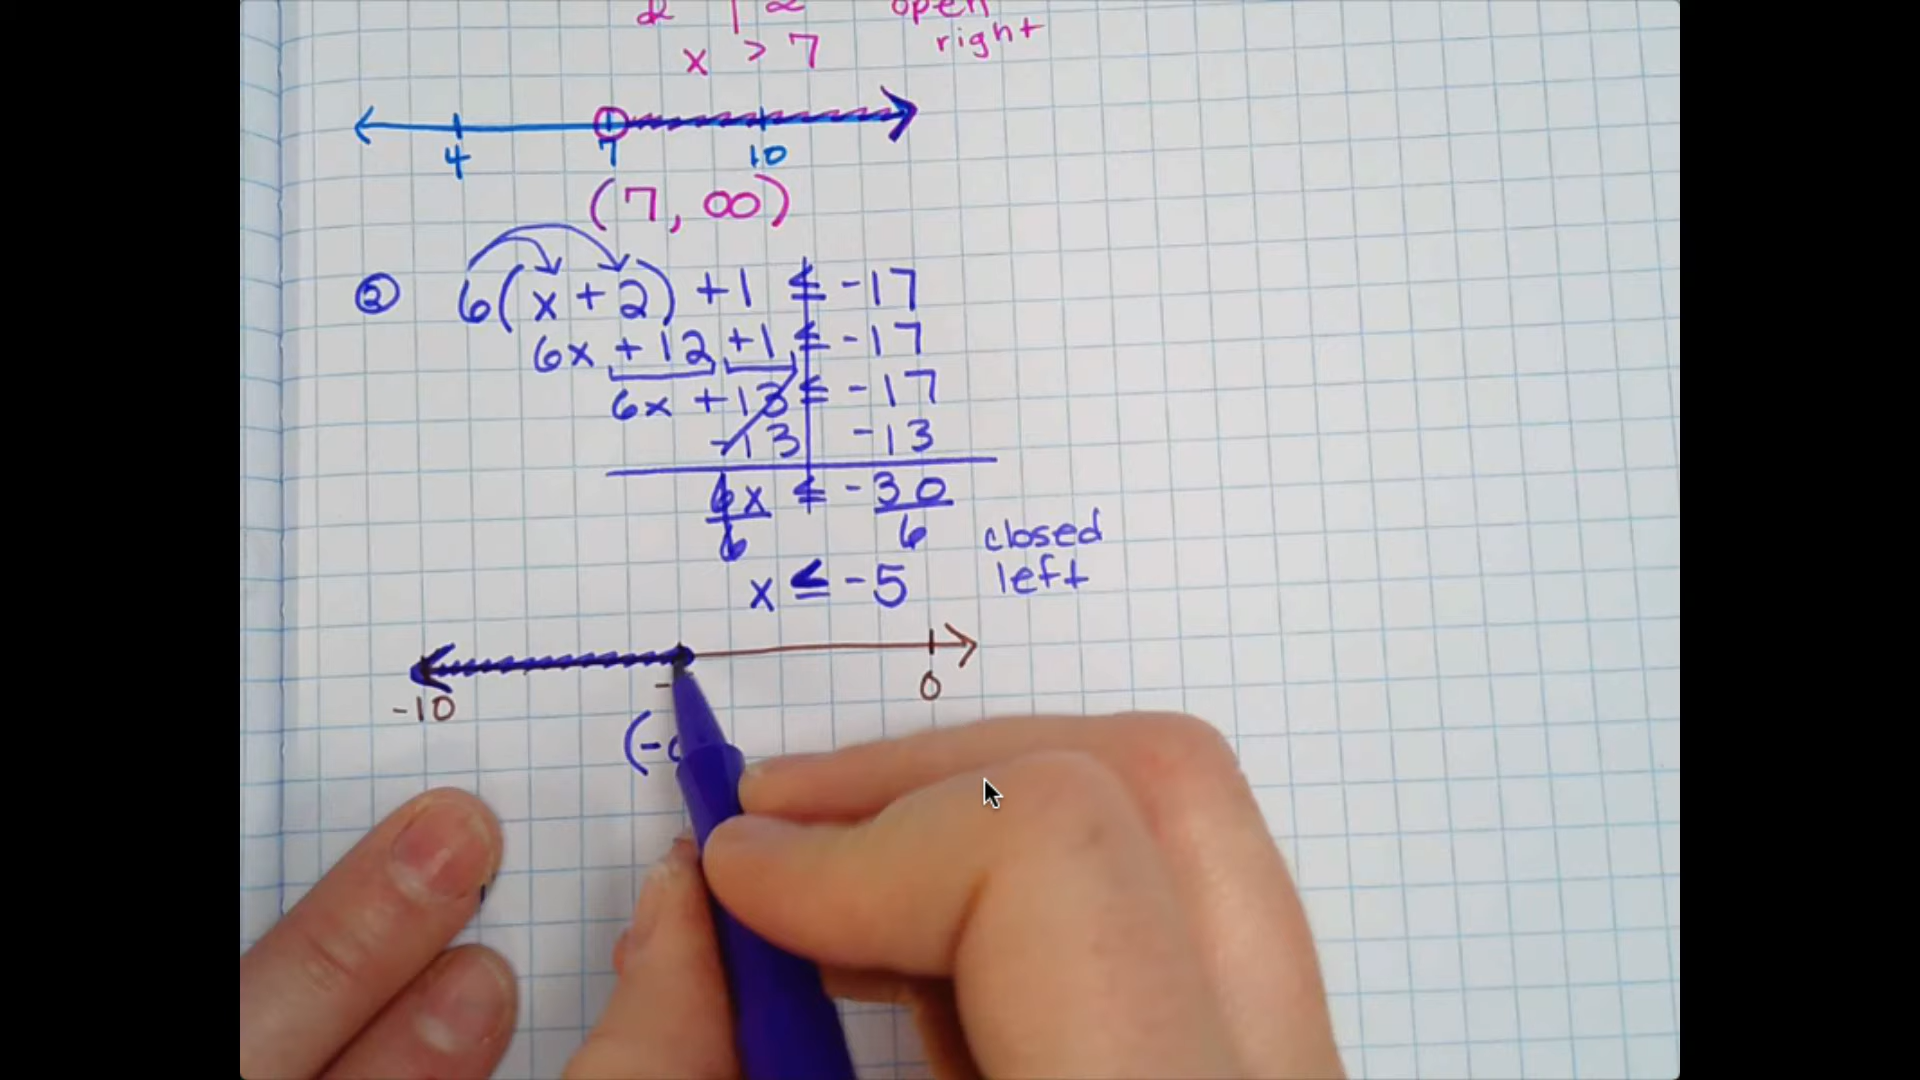 open
x > 7 right
4 7 10
(7, ∞)
② 6(x+2) +1 ≤ -17
6x +12 +1 ≤ -17
6x +13 ≤ -17
-13 -13
6x ≤ -30
6 6 closed
x ≤ -5 left
-10 - 0
(-